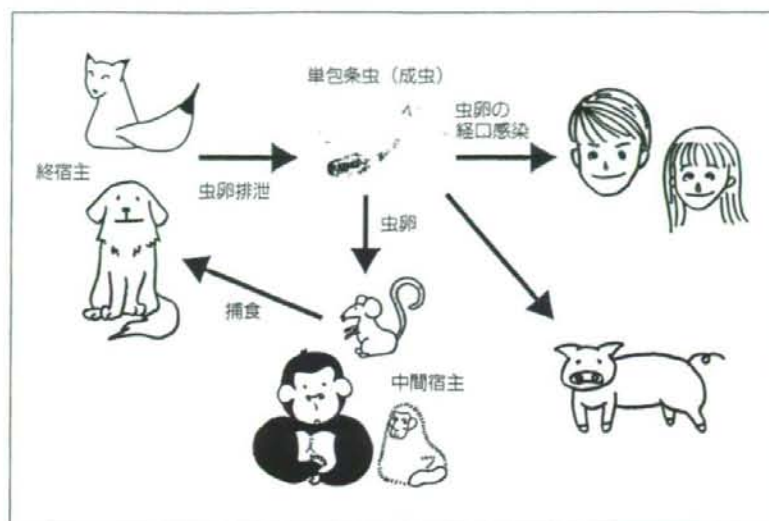 単包条虫（成虫）
虫卵の
経口感染
終宿主
虫卵排泄
虫卵
捕食
中間宿主